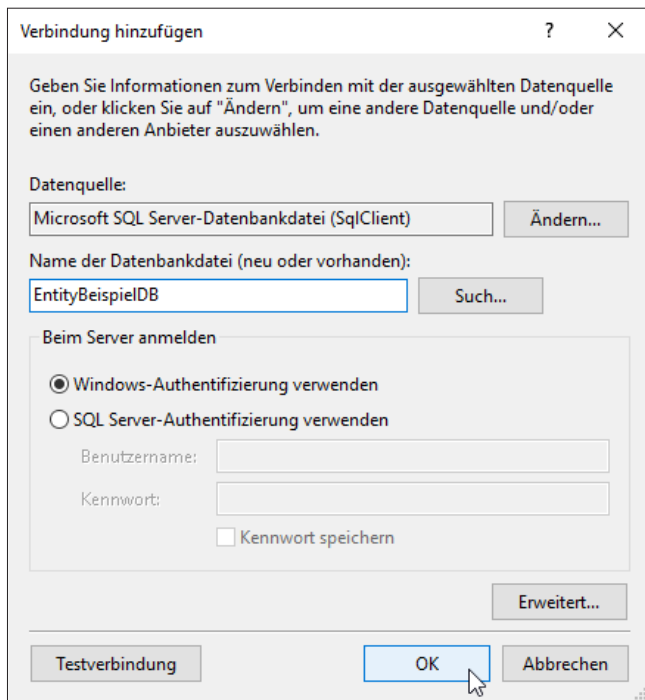 Verbindung hinzufügen
Geben Sie Informationen zum Verbinden mit der ausgewählten Datenquelle
ein, oder klicken Sie auf "Ändern", um eine andere Datenquelle und/oder
einen anderen Anbieter auszuwählen.
Datenquelle:
Microsoft SQL Server-Datenbankdatei (SqlClient)
Ändern...
Name der Datenbankdatei (neu oder vorhanden):
EntityBeispielDB
Such...
Beim Server anmelden
Windows-Authentifizierung verwenden
SQL Server-Authentifizierung verwenden
Benutzername:
Kennwort:
Kennwort speichern
Erweitert...
Testverbindung
OK
Abbrechen